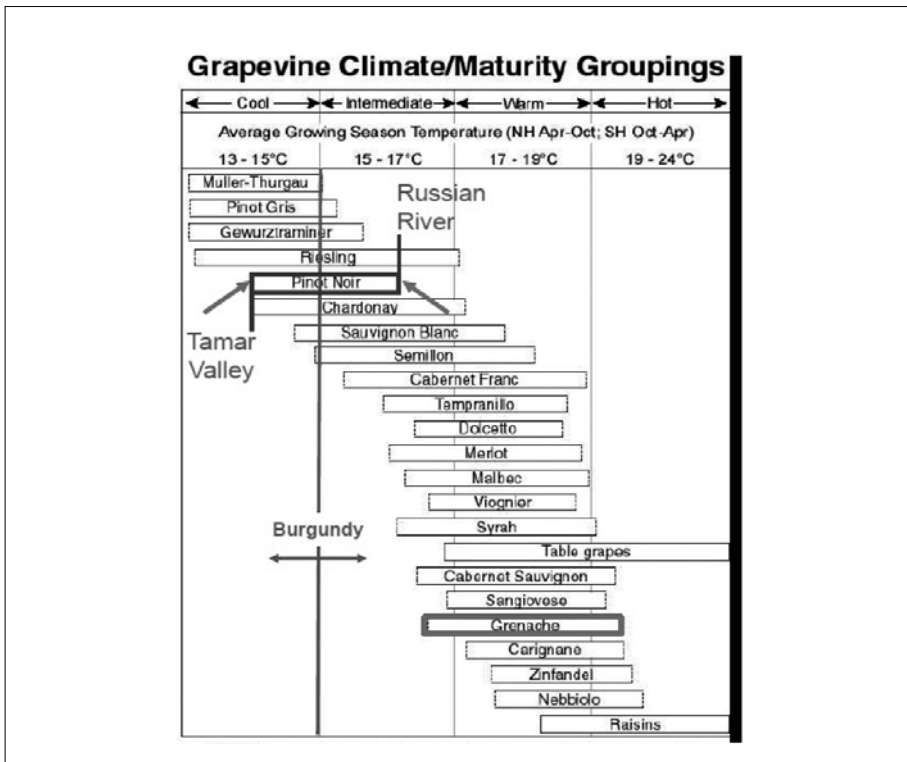 Grapevine Climate/Maturity Groupings
Cool Intermediate Warm Hot
Average Growing Season Temperature (NH Apr-Oct; SH Oct-Apr)
13 - 15°C 15 - 17°C 17 - 19°C 19 - 24°C
Muller-Thurgau
Pinot Gris
Gewurztraminer
Russian
River
Riesling
Pinot Noir
Chardonay
Tamar
Valley
Sauvignon Blanc
Semillon
Cabernet Franc
Tempranillo
Dolcetto
Merlot
Malbec
Viognier
Syrah
Burgundy
Table grapes
Cabernet Sauvignon
Sangiovese
Grenache
Carignane
Zinfandel
Nebbiolo
Raisins